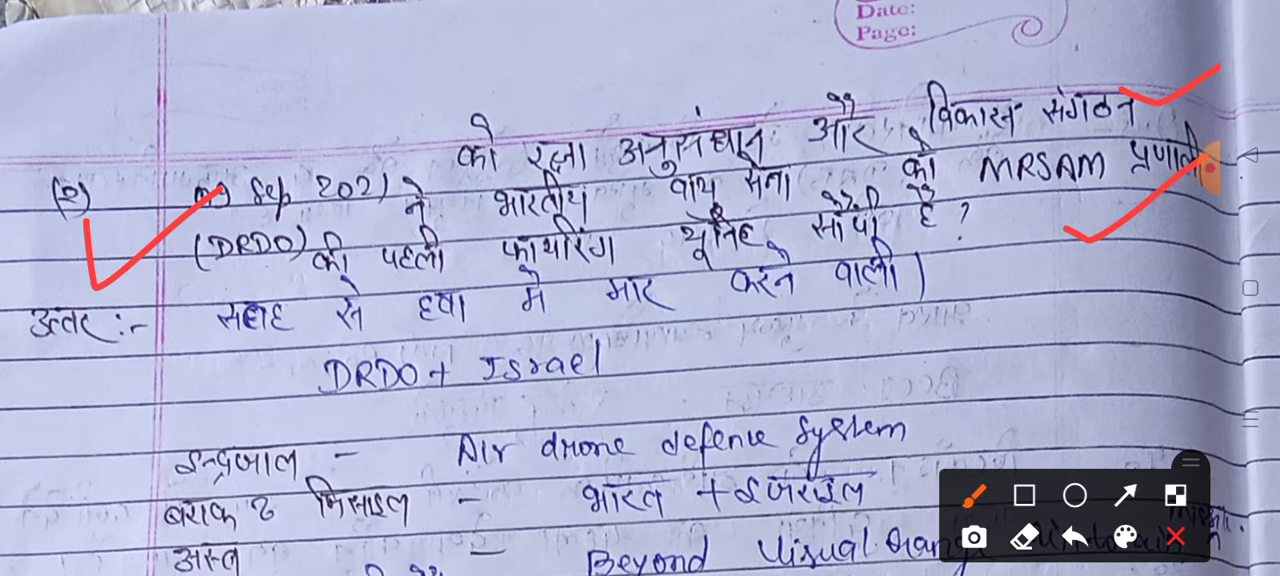 Date:
Page:
को रक्षा अनुसंधान और विकास संगठन
(2) 09 Sep 2021
(DRDO) ने भारतीय वायु सेना को MRSAM प्रणाली
की पहली फायरिंग यूनिट सौंपी है ?
उत्तर :- सतह से हवा में मार करने वाली।
DRDO + Israel
इन्द्रजाल - Air drone defence System
बराक 8 मिसाइल - भारत + इजराइल
अस्त्र - Beyond Visual Range